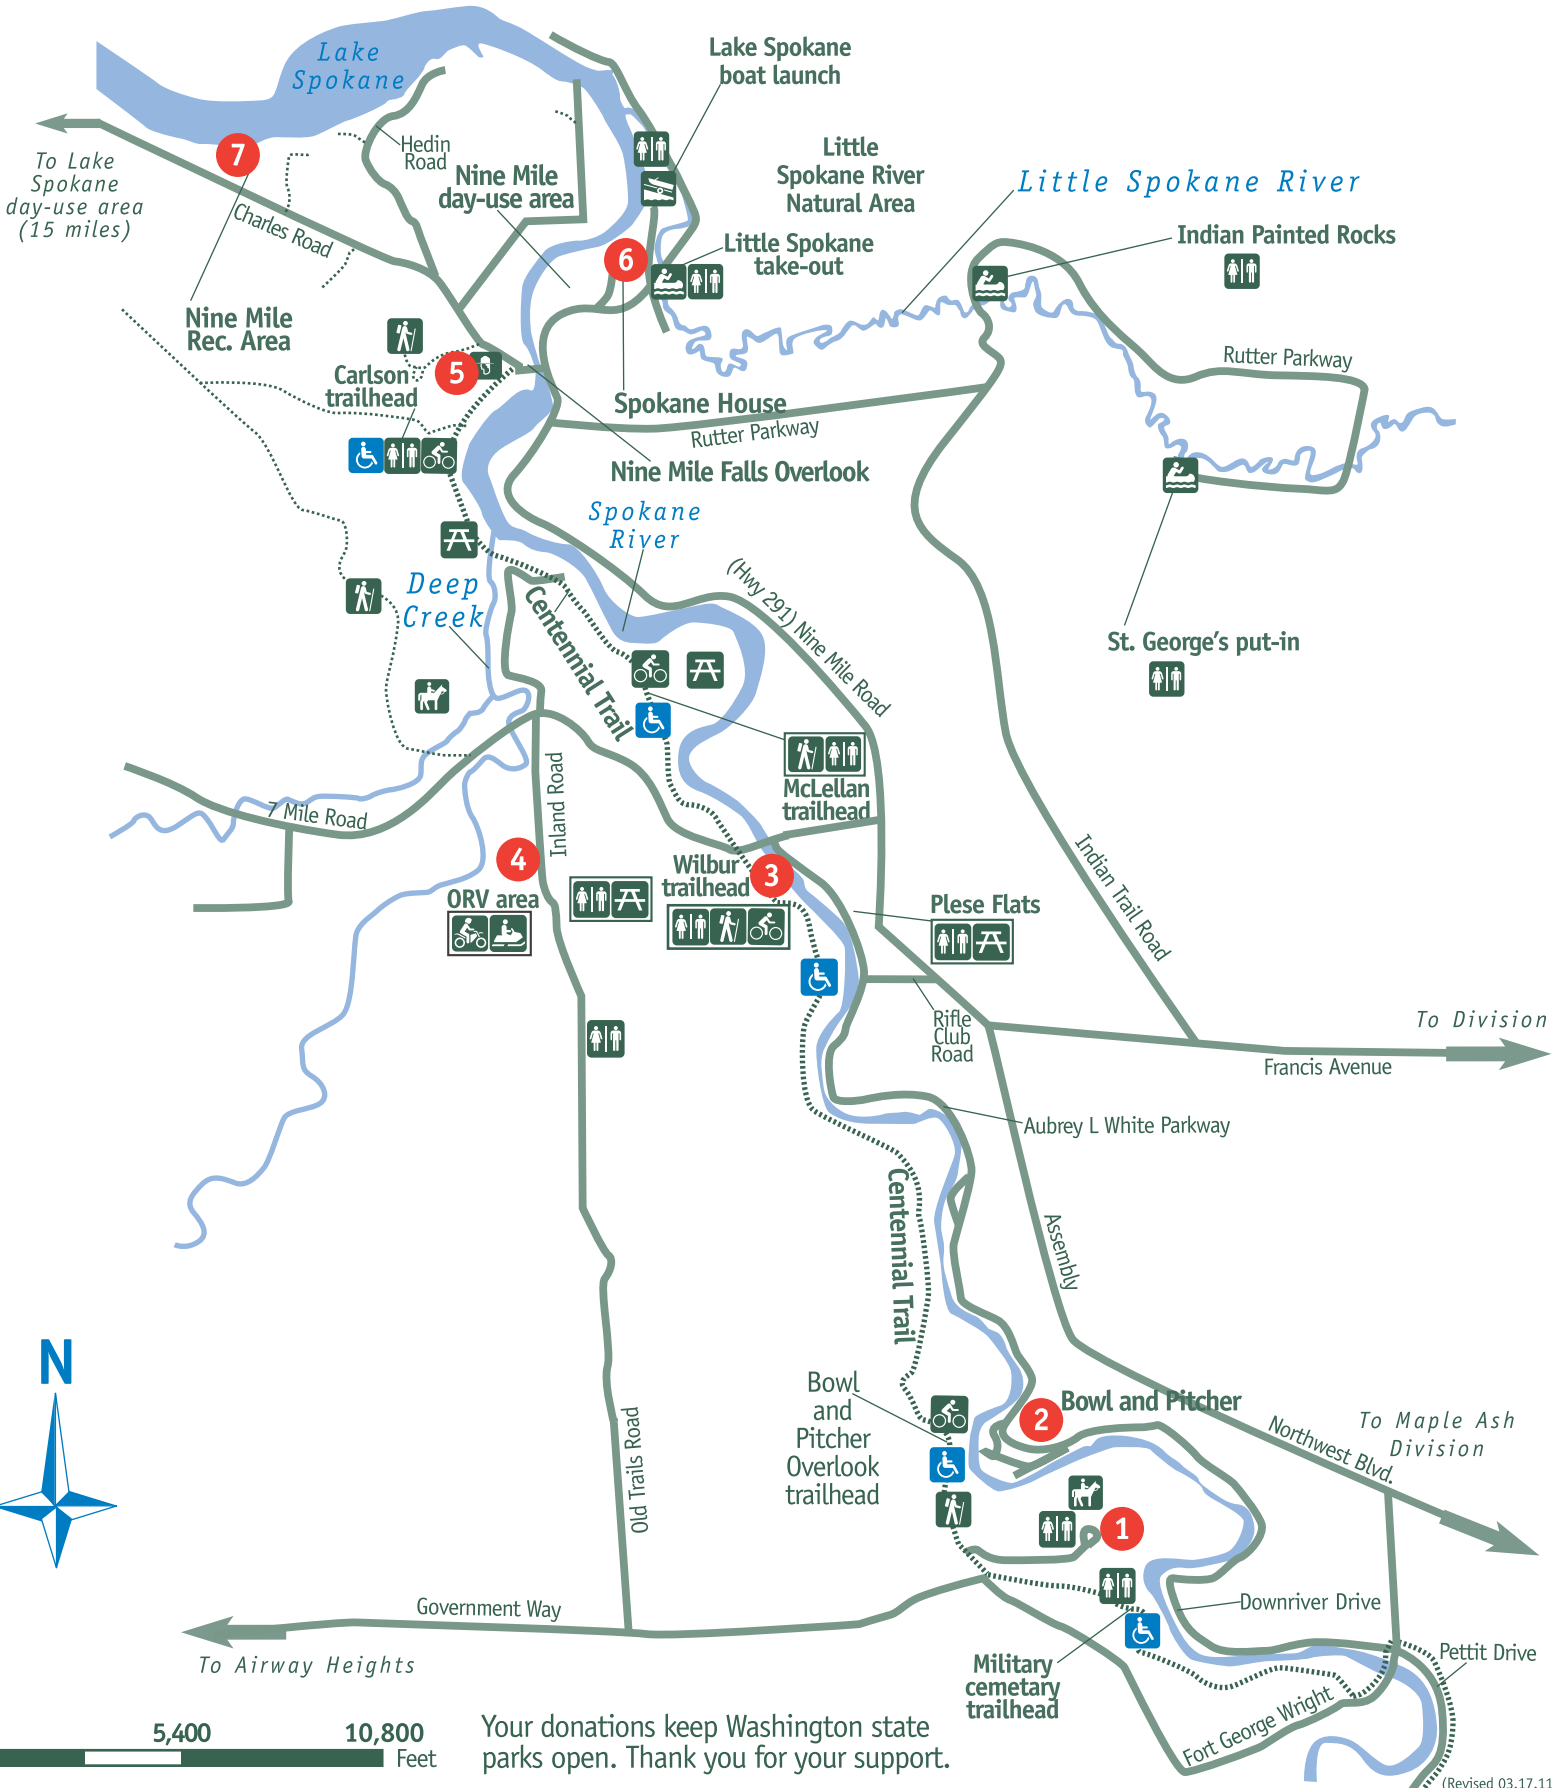 Lake
Spokane
Lake Spokane
boat launch
Hedin
Road
7
To Lake
Spokane
day-use area
(15 miles)
Charles Road
Nine Mile
day-use area
Little
Spokane River
Natural Area
Little Spokane River
Indian Painted Rocks
Little Spokane
take-out
6
Nine Mile
Rec. Area
Carlson
trailhead
5
Rutter Parkway
Spokane House
Rutter Parkway
Nine Mile Falls Overlook
Spokane
River
Deep
Creek
Centennial Trail
(Hwy 291) Nine Mile Road
St. George's put-in
McLellan
trailhead
7 Mile Road
Inland Road
4
ORV area
Wilbur
trailhead
3
Plese Flats
Indian Trail Road
Rifle
Club
Road
To Division
Francis Avenue
Aubrey L White Parkway
Centennial Trail
Assembly
N
Bowl
and
Pitcher
Overlook
trailhead
2
Bowl and Pitcher
To Maple Ash
Division
Northwest Blvd.
Old Trails Road
1
Government Way
To Airway Heights
Downriver Drive
Pettit Drive
Military
cemetary
trailhead
Fort George Wright
5,400
10,800
Feet
Your donations keep Washington state
parks open. Thank you for your support.
(Revised 03.17.11